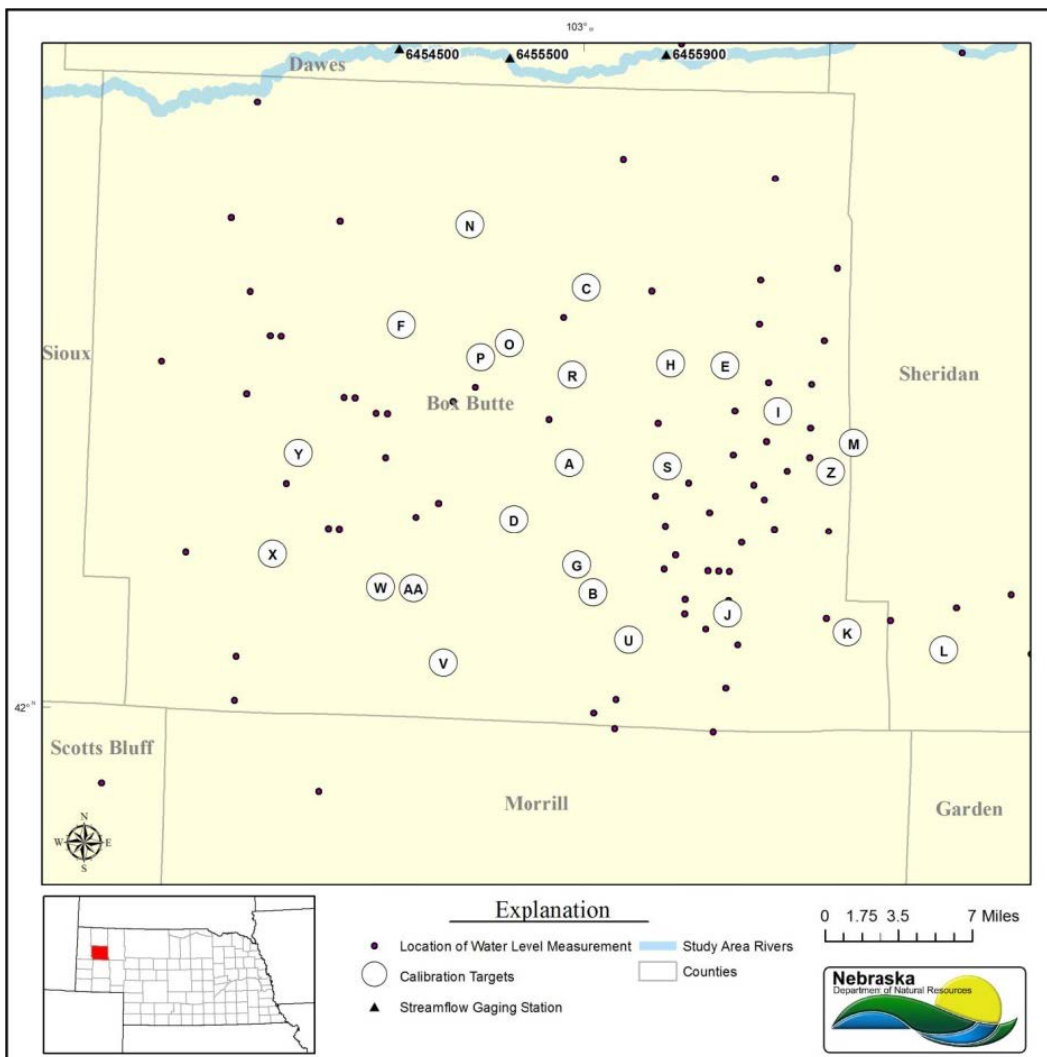 103°
6454500
6455500
6455900
Dawes
N
C
F
O
P
Sioux
H
E
R
Sheridan
Box Butte
I
M
Y
A
S
Z
D
X
G
W
AA
B
J
U
K
L
V
42° N
Scotts Bluff
Morrill
Garden
N
W E
S
Explanation
Location of Water Level Measurement
Calibration Targets
Streamflow Gaging Station
Study Area Rivers
Counties
0 1.75 3.5 7 Miles
Nebraska
Department of Natural Resources